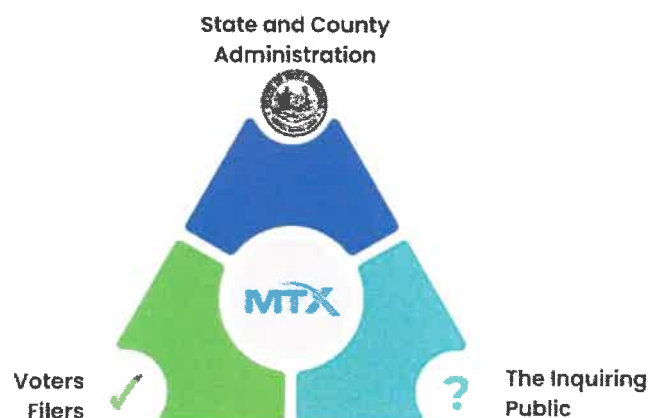 State and County
Administration
MTX
Voters
Filers
?
The Inquiring
Public